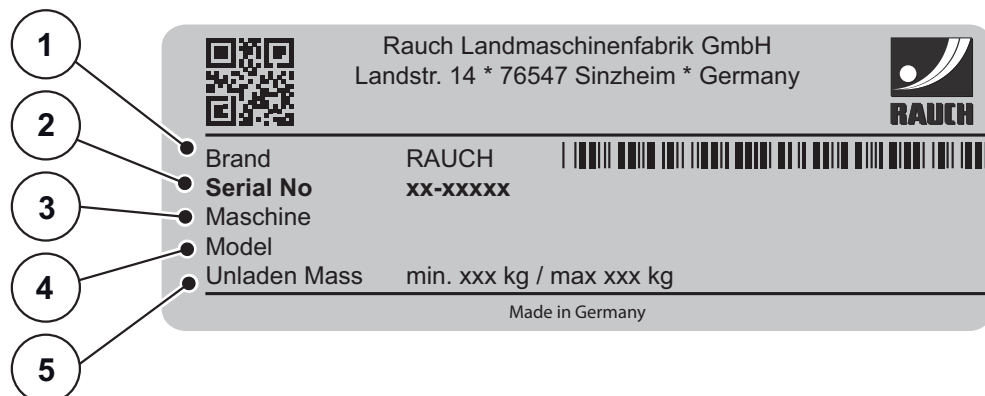 1
2
3
4
5
Rauch Landmaschinenfabrik GmbH
Landstr. 14 * 76547 Sinzheim * Germany
RAUCH
Brand RAUCH
Serial No xx-xxxxx
Maschine
Model
Unladen Mass min. xxx kg / max xxx kg
Made in Germany